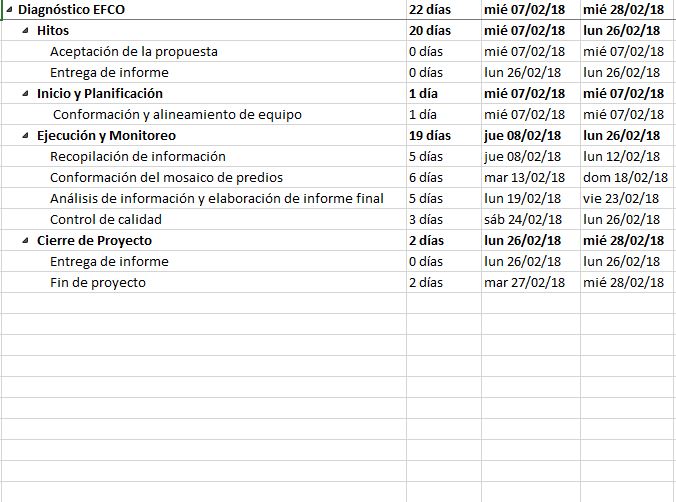 Diagnóstico EFCO 22 días mié 07/02/18 mié 28/02/18
Hitos 20 días mié 07/02/18 lun 26/02/18
Aceptación de la propuesta 0 días mié 07/02/18 mié 07/02/18
Entrega de informe 0 días lun 26/02/18 lun 26/02/18
Inicio y Planificación 1 día mié 07/02/18 mié 07/02/18
Conformación y alineamiento de equipo 1 día mié 07/02/18 mié 07/02/18
Ejecución y Monitoreo 19 días jue 08/02/18 lun 26/02/18
Recopilación de información 5 días jue 08/02/18 lun 12/02/18
Conformación del mosaico de predios 6 días mar 13/02/18 dom 18/02/18
Análisis de información y elaboración de informe final 5 días lun 19/02/18 vie 23/02/18
Control de calidad 3 días sáb 24/02/18 lun 26/02/18
Cierre de Proyecto 2 días lun 26/02/18 mié 28/02/18
Entrega de informe 0 días lun 26/02/18 lun 26/02/18
Fin de proyecto 2 días mar 27/02/18 mié 28/02/18